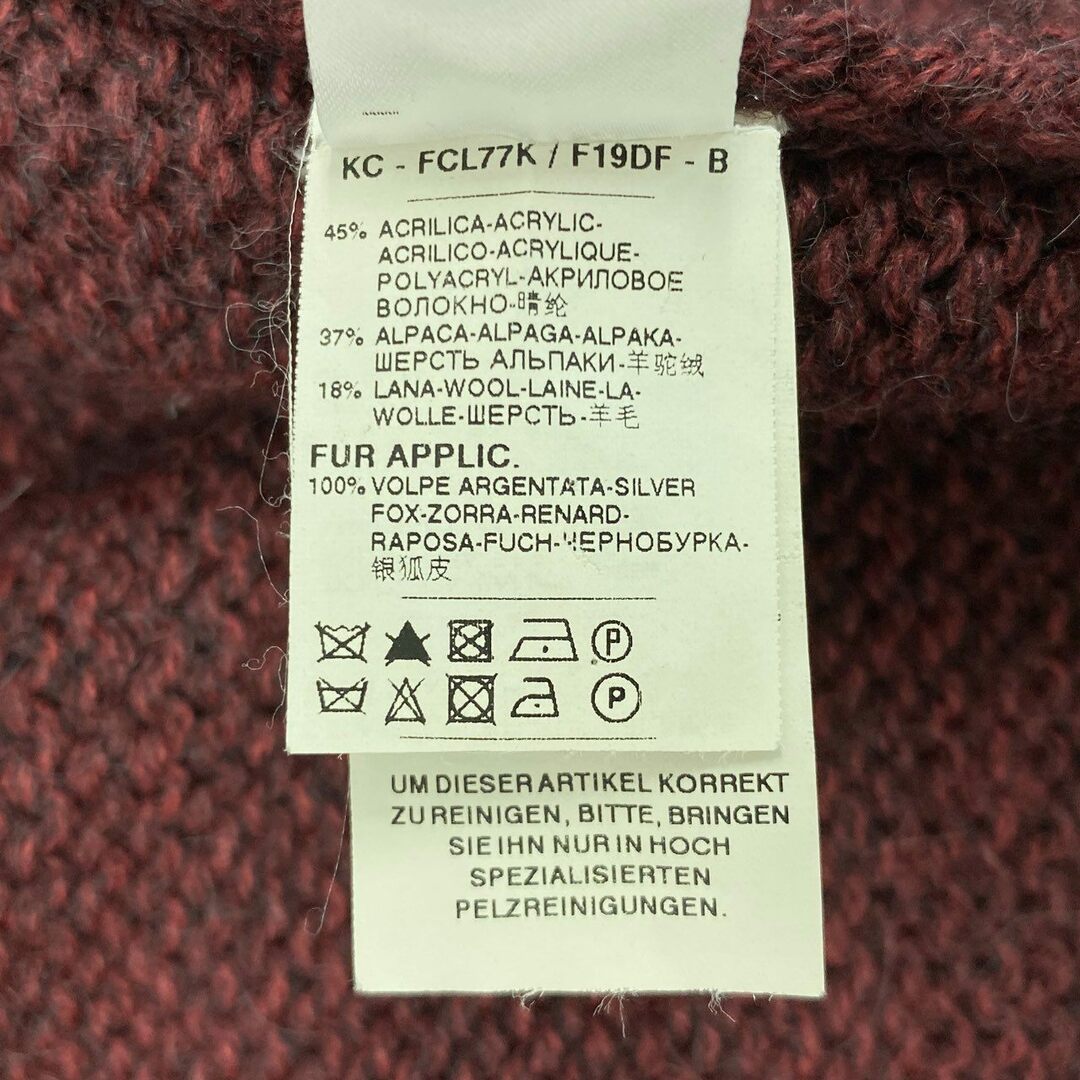 KC - FCL77K / F19DF - B
45% ACRILICA-ACRYLIC-
ACRILICO-ACRYLIQUE-
POLYACRYL-АКРИЛОВОЕ
ВОЛОКНО-晴纶
37% ALPACA-ALPAGA-ALPAKA-
ШЕРСТЬ АЛЬПАКИ-羊驼绒
18% LANA-WOOL-LAINE-LA-
WOLLE-ШЕРСТЬ-羊毛
FUR APPLIC.
100% VOLPE ARGENTATA-SILVER
FOX-ZORRA-RENARD-
RAPOSA-FUCH-ЧЕРНОБУРКА-
银狐皮
P
P
UM DIESER ARTIKEL KORREKT
ZU REINIGEN, BITTE, BRINGEN
SIE IHN NUR IN HOCH
SPEZIALISIERTEN
PELZREINIGUNGEN.